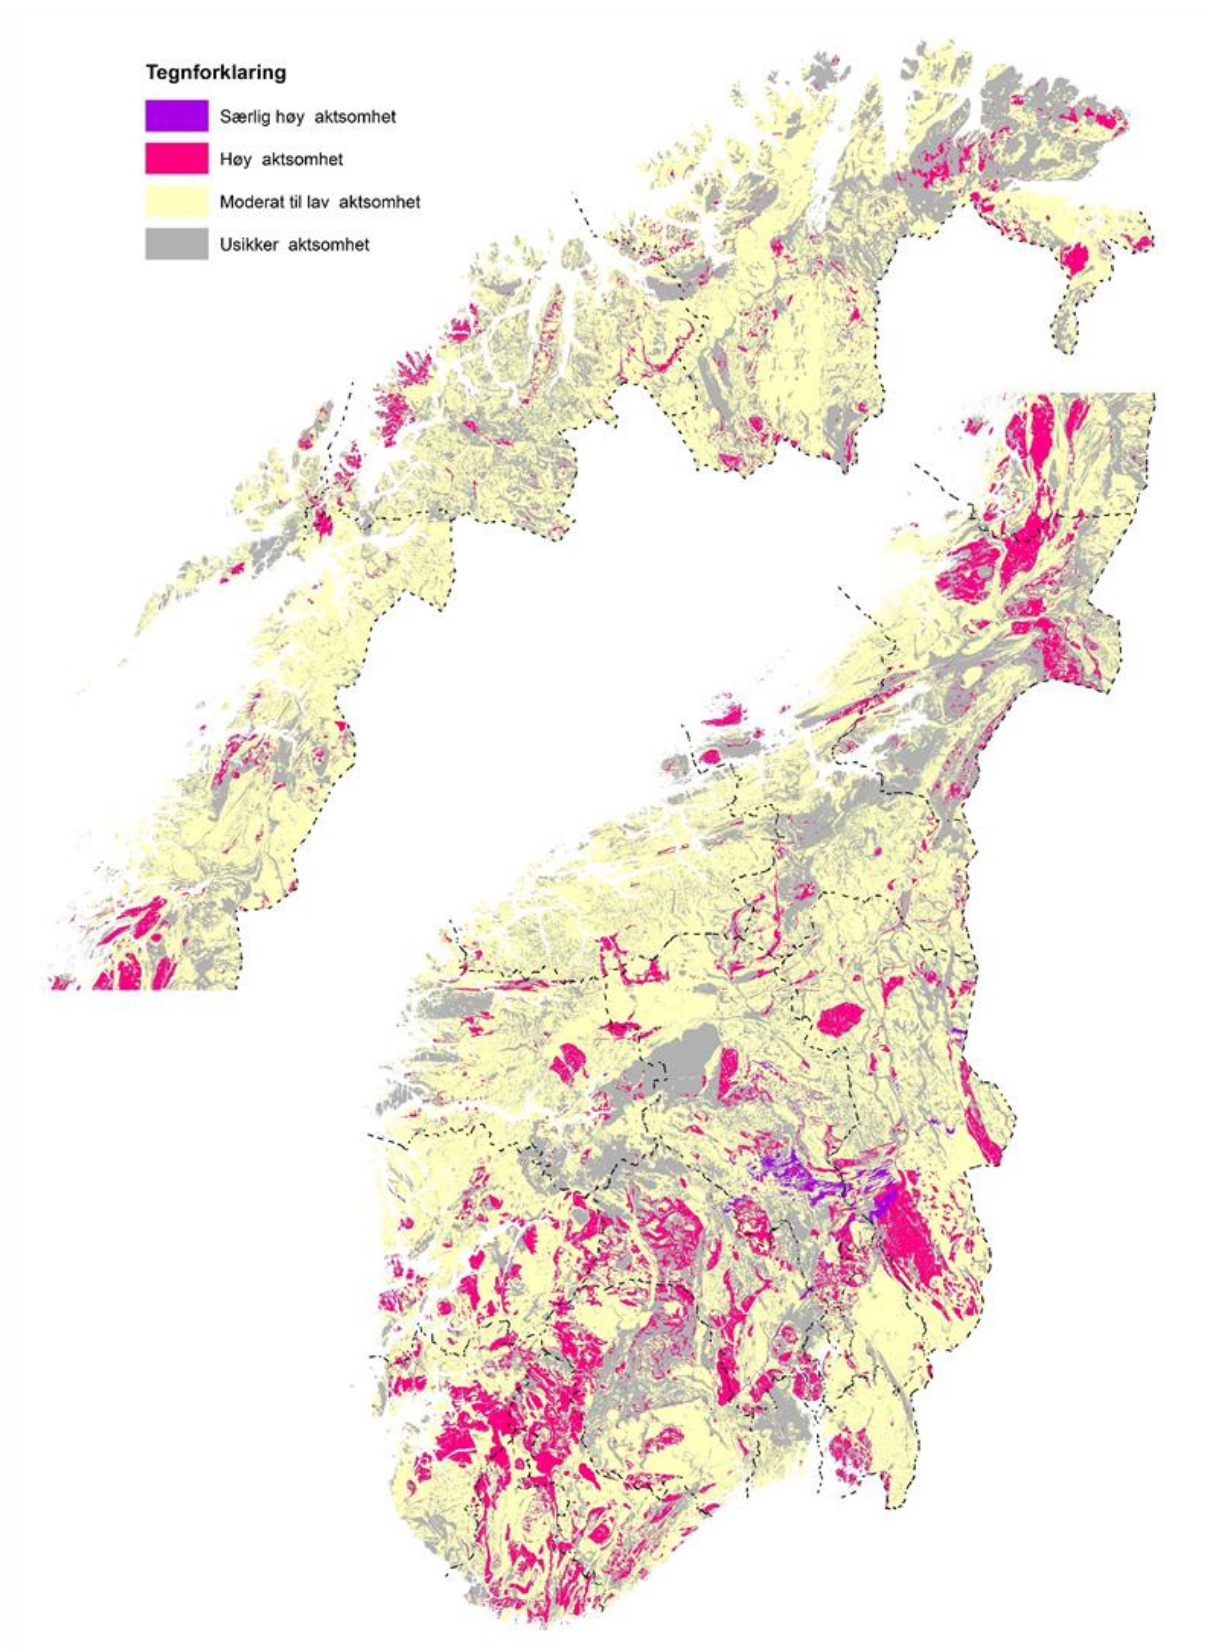 Tegnforklaring
Særlig høy aktsomhet
Høy aktsomhet
Moderat til lav aktsomhet
Usikker aktsomhet